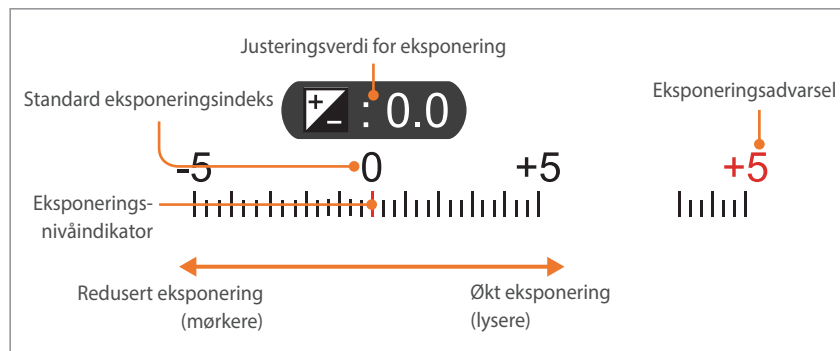 Justeringsverdi for eksponering
Standard eksponeringsindeks
Eksponeringsadvarsel
+ - : 0.0
-5 0 +5 +5
Eksponerings-
nivåindikator
Redusert eksponering
(mørkere)
Økt eksponering
(lysere)